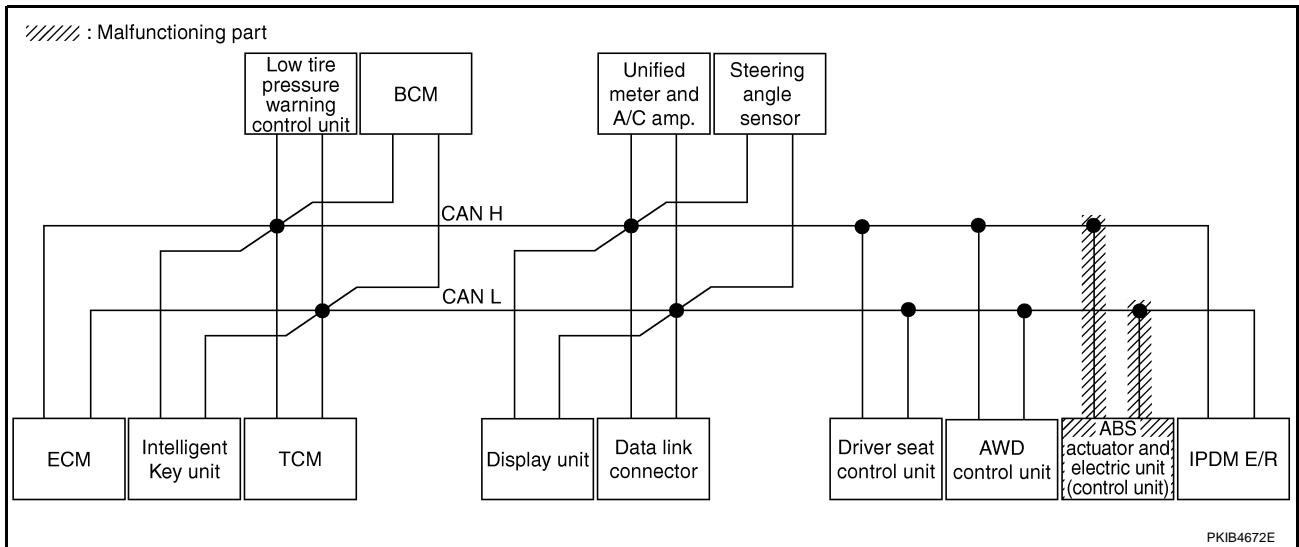 : Malfunctioning part
Low tire
pressure
warning
control unit
BCM
Unified
meter and
A/C amp.
Steering
angle
sensor
CAN H
CAN L
ECM
Intelligent
Key unit
TCM
Display unit
Data link
connector
Driver seat
control unit
AWD
control unit
ABS
actuator and
electric unit
(control unit)
IPDM E/R
PKIB4672E